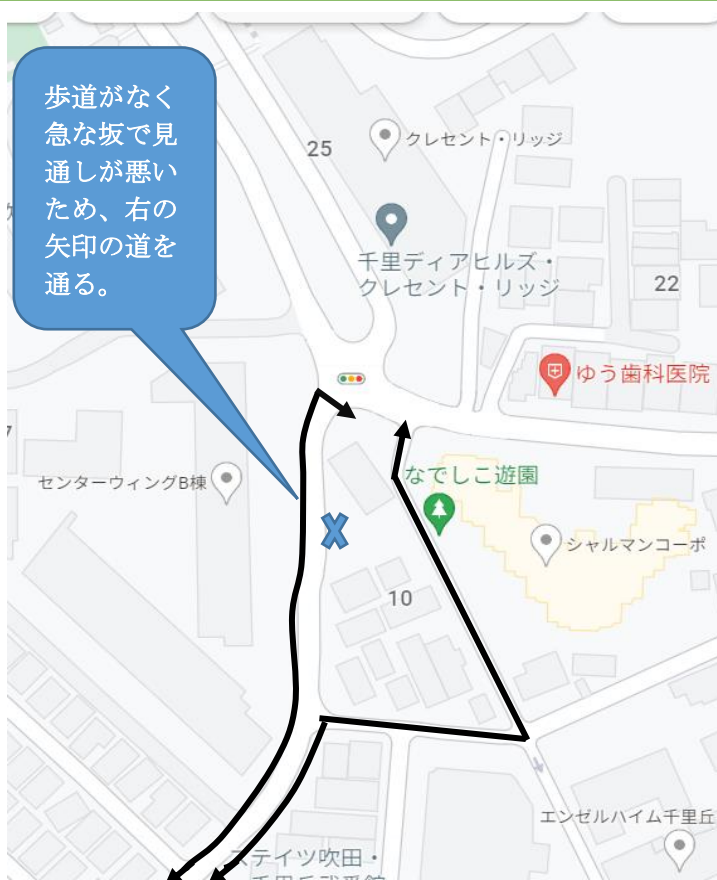 歩道がなく
急な坂で見
通しが悪い
ため、右の
矢印の道を
通る。
25
クレセント・リッジ
千里ディアヒルズ・
クレセント・リッジ
22
ゆう歯科医院
センターウィングB棟
なでしこ遊園
シャルマンコーポ
10
エンゼルハイム千里丘
ステイツ吹田・